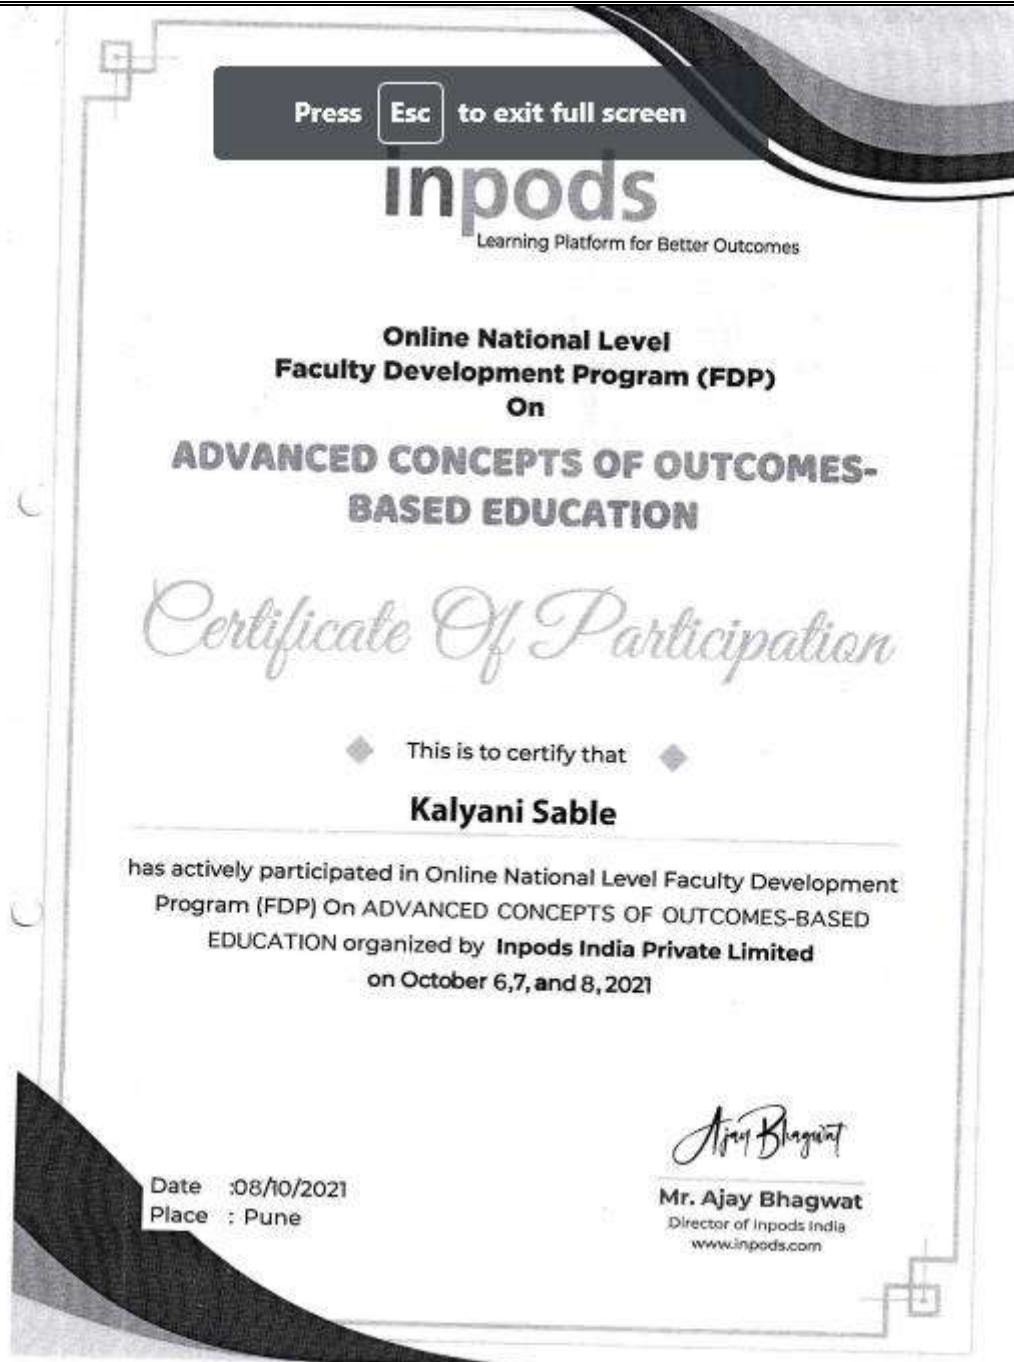 Press Esc to exit full screen
inpods
Learning Platform for Better Outcomes
Online National Level
Faculty Development Program (FDP)
On
ADVANCED CONCEPTS OF OUTCOMES-
BASED EDUCATION
Certificate Of Participation
This is to certify that
Kalyani Sable
has actively participated in Online National Level Faculty Development
Program (FDP) On ADVANCED CONCEPTS OF OUTCOMES-BASED
EDUCATION organized by Inpods India Private Limited
on October 6,7,and 8, 2021
Ajay Bhagwat
Date :08/10/2021
Place : Pune
Mr. Ajay Bhagwat
Director of Inpods India
www.inpods.com